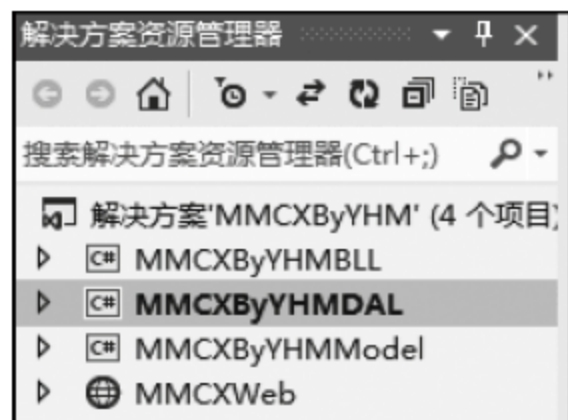 解决方案资源管理器
搜索解决方案资源管理器(Ctrl+;)
解决方案'MMCXByYHM' (4 个项目)
C# MMCXByYHMBLL
C# MMCXByYHMDAL
C# MMCXByYHMModel
MMCXWeb